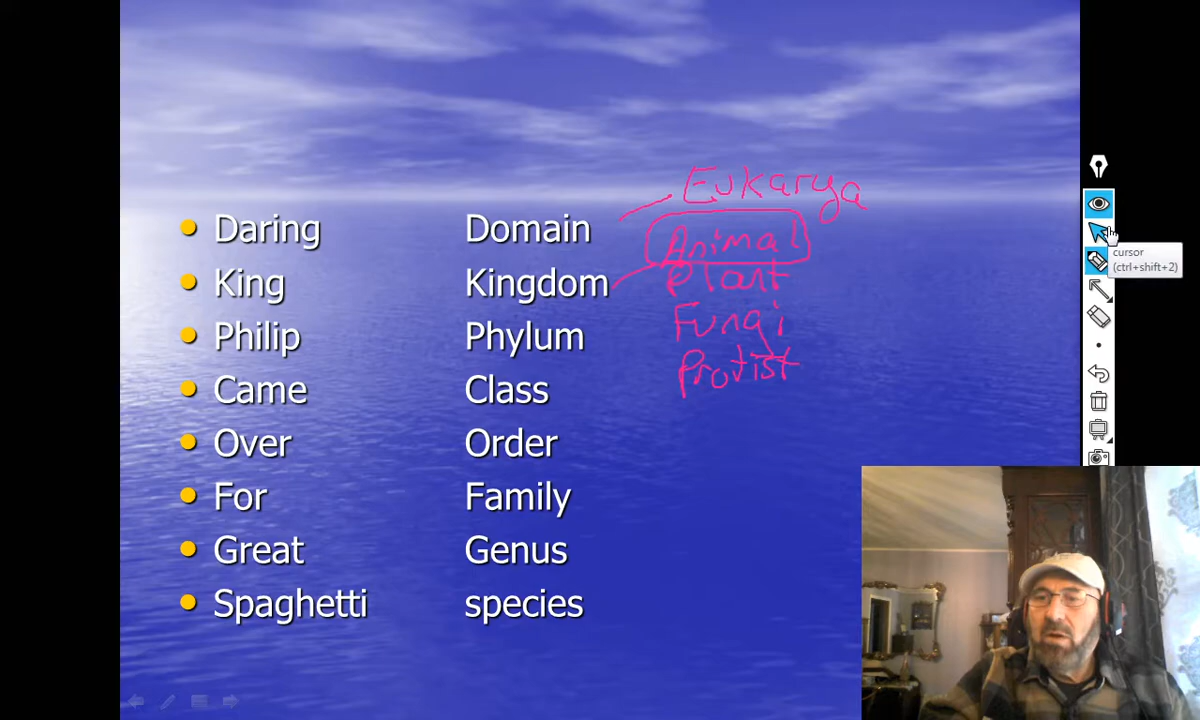 Eukarya
Daring Domain
Animal
King Kingdom
Plant
Fungi
Philip Phylum
Protist
Came Class
Over Order
For Family
Great Genus
Spaghetti species
cursor
(ctrl+shift+2)